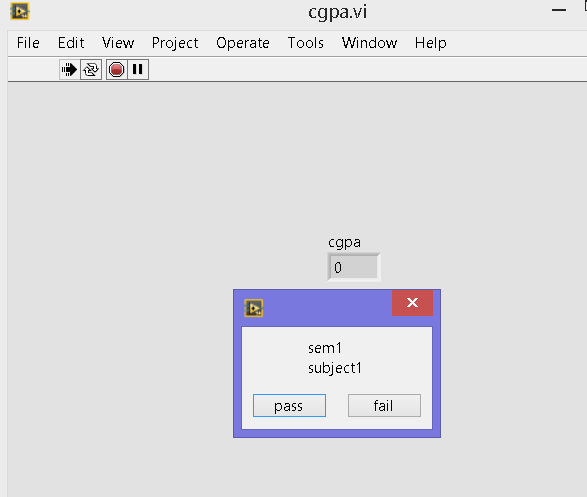 cgpa.vi
File Edit View Project Operate Tools Window Help
cgpa
0
sem1
subject1
pass fail